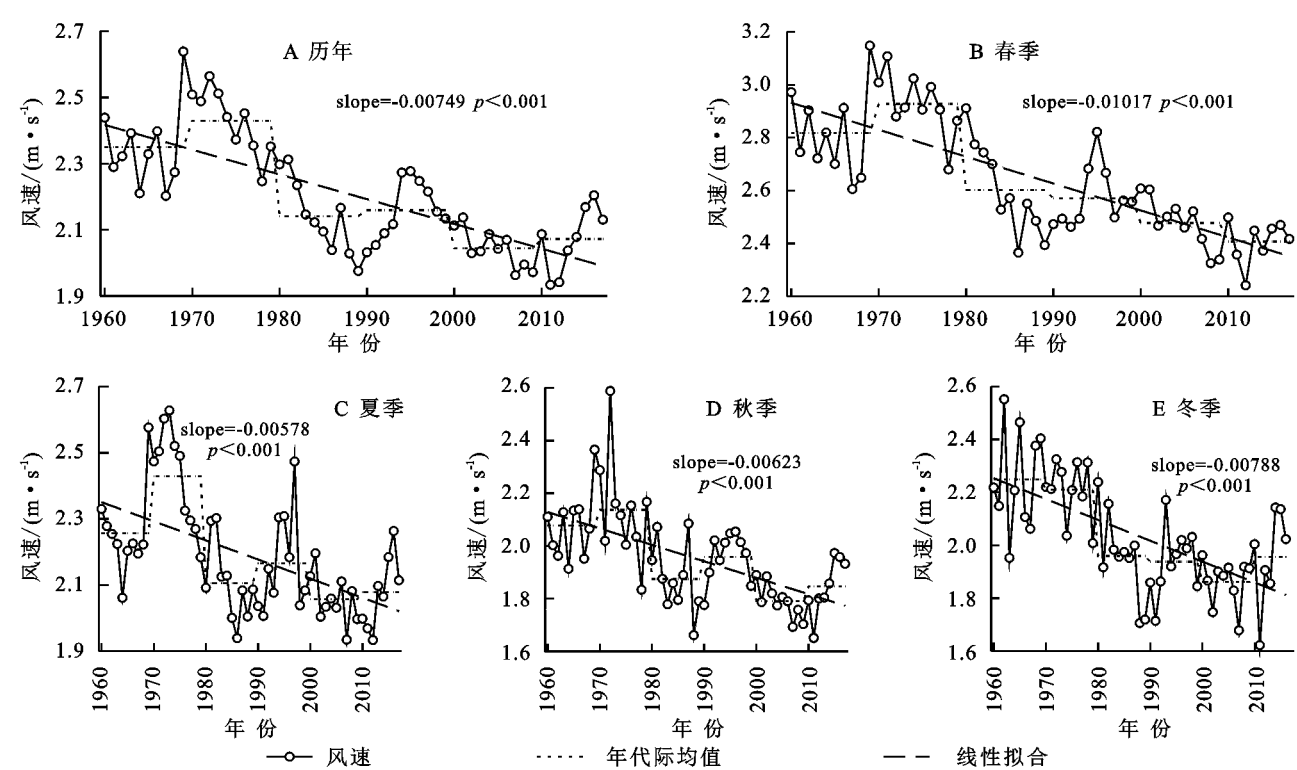 A 历年
slope=-0.00749 p<0.001
风速/(m·s⁻¹)
2.7
2.5
2.3
2.1
1.9
1960 1970 1980 1990 2000 2010
年 份
B 春季
slope=-0.01017 p<0.001
风速/(m·s⁻¹)
3.2
3.0
2.8
2.6
2.4
2.2
1960 1970 1980 1990 2000 2010
年 份
C 夏季
slope=-0.00578
p<0.001
风速/(m·s⁻¹)
2.7
2.5
2.3
2.1
1.9
1960 1970 1980 1990 2000 2010
年 份
D 秋季
slope=-0.00623
p<0.001
风速/(m·s⁻¹)
2.6
2.4
2.2
2.0
1.8
1.6
1960 1970 1980 1990 2000 2010
年 份
E 冬季
slope=-0.00788
p<0.001
风速/(m·s⁻¹)
2.6
2.4
2.2
2.0
1.8
1.6
1960 1970 1980 1990 2000 2010
年 份
风速 年代际均值 线性拟合